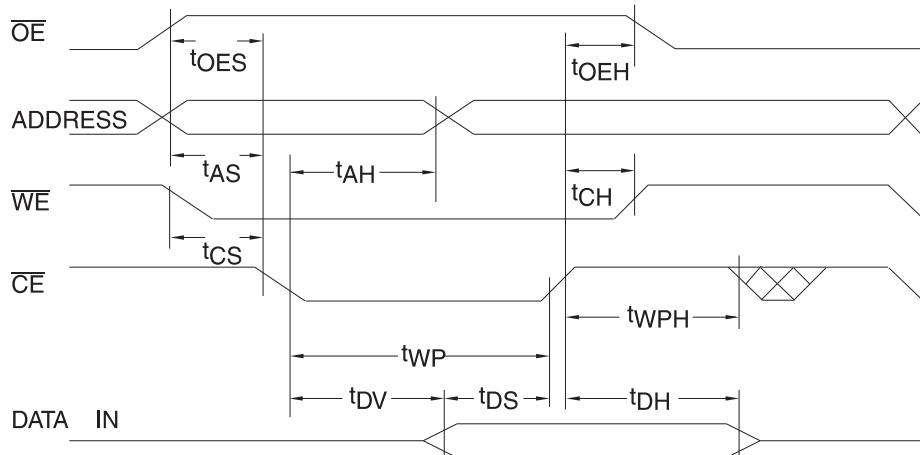 OE
tOES
tOEH
ADDRESS
tAS
tAH
tCH
WE
tCS
CE
tWPH
tWP
tDV
tDS
tDH
DATA IN